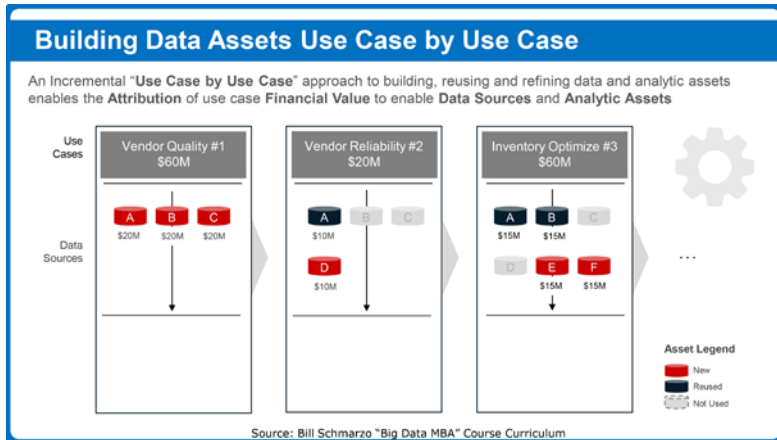 Building Data Assets Use Case by Use Case
An Incremental “Use Case by Use Case” approach to building, reusing and refining data and analytic assets
enables the Attribution of use case Financial Value to enable Data Sources and Analytic Assets
Use
Cases
Vendor Quality #1
$60M
Vendor Reliability #2
$20M
Inventory Optimize #3
$60M
Data
Sources
A B C
$20M $20M $20M
A B C
$10M
D
$10M
A B C
$15M $15M
D E F
$15M $15M
...
Asset Legend
New
Reused
Not Used
Source: Bill Schmarzo “Big Data MBA” Course Curriculum